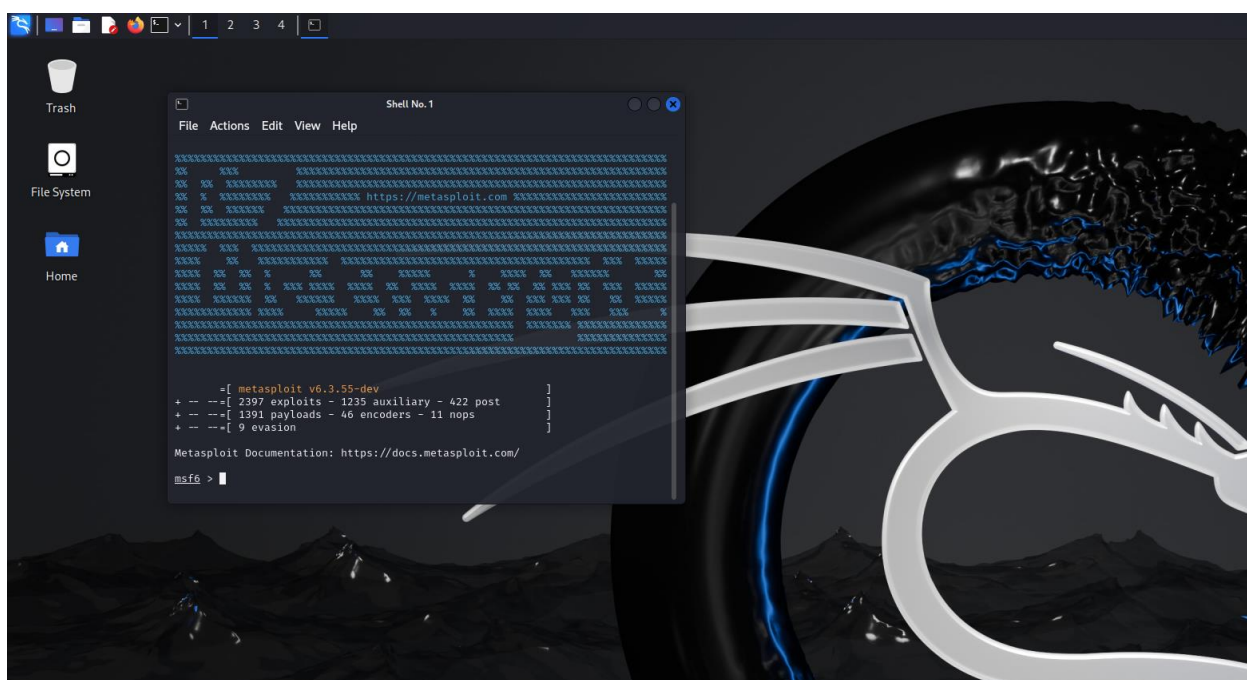 1 2 3 4
Trash
File System
Home
Shell No. 1
File Actions Edit View Help
https://metasploit.com
=[ metasploit v6.3.55-dev ]
+ -- --=[ 2397 exploits - 1235 auxiliary - 422 post ]
+ -- --=[ 1391 payloads - 46 encoders - 11 nops ]
+ -- --=[ 9 evasion ]
Metasploit Documentation: https://docs.metasploit.com/
msf6 >